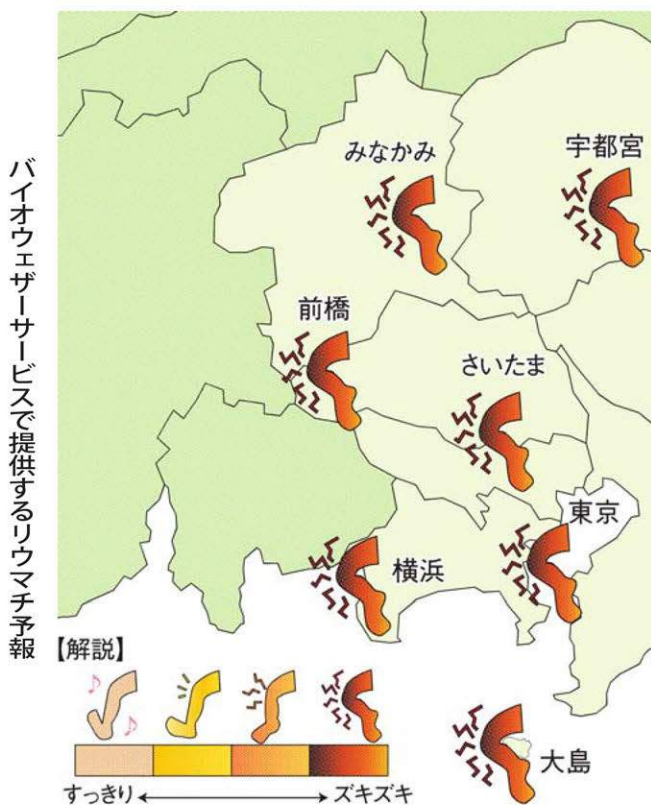 バイオウェザーサービスで提供するリウマチ予報
みなかみ
宇都宮
前橋
さいたま
東京
横浜
大島
【解説】
すっきり
ズキズキ